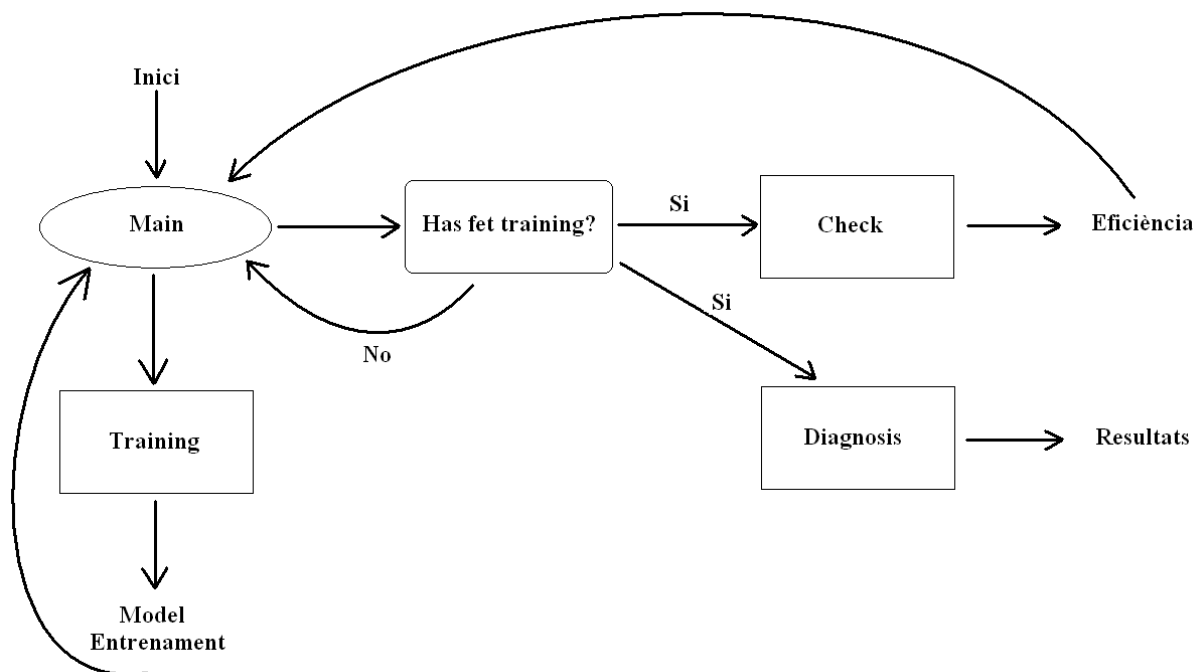 Inici
Main
Has fet training?
Si
Check
Eficiència
Si
No
Training
Diagnosis
Resultats
Model
Entrenament